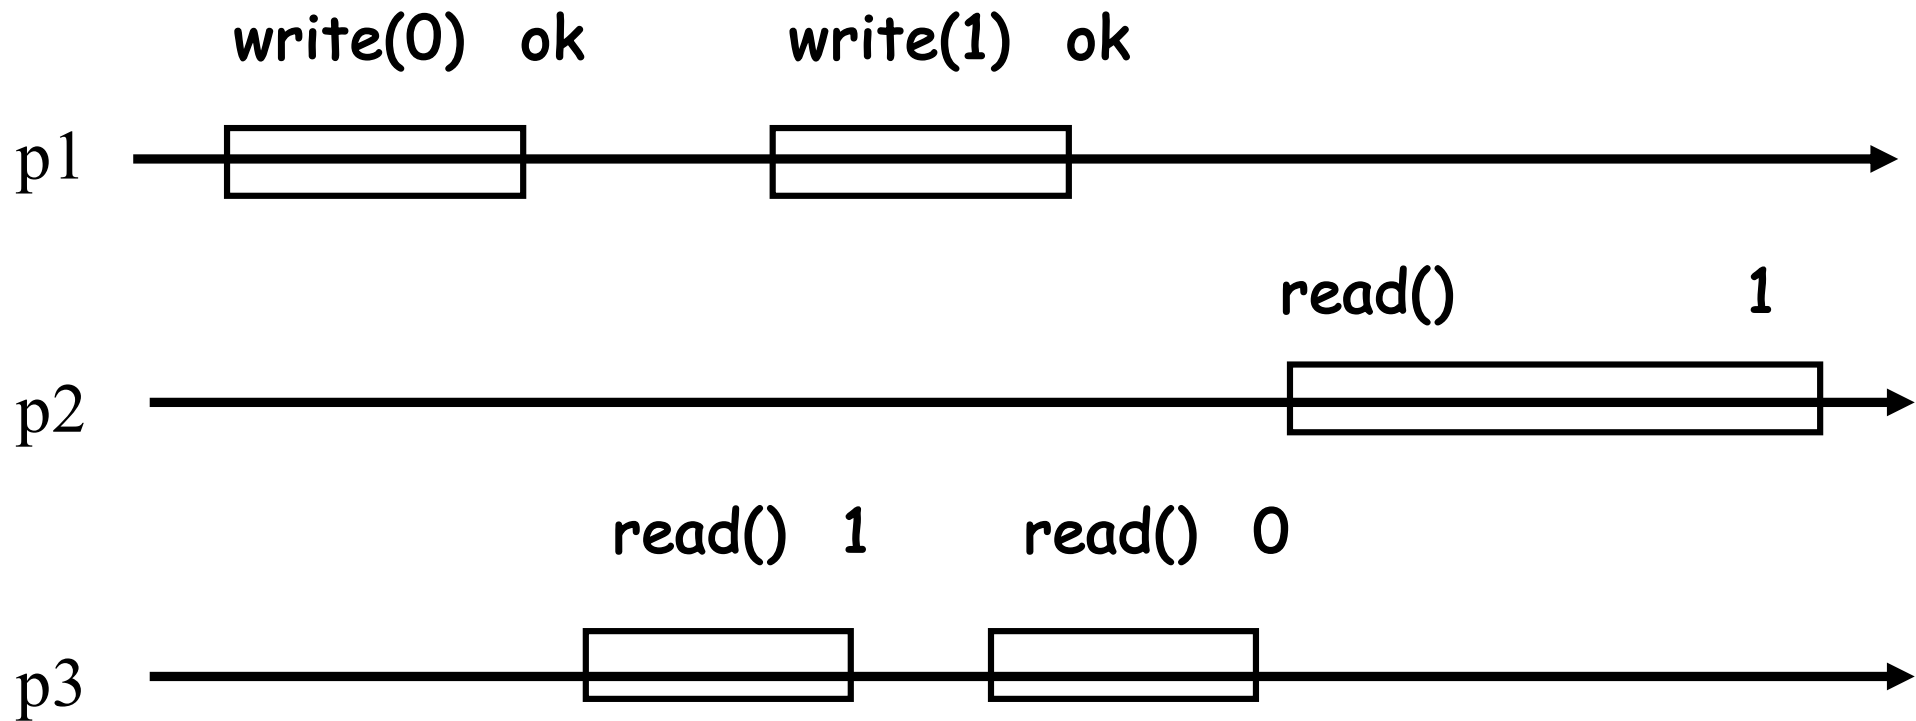 write(0) ok write(1) ok
p1
read() 1
p2
read() 1 read() 0
p3